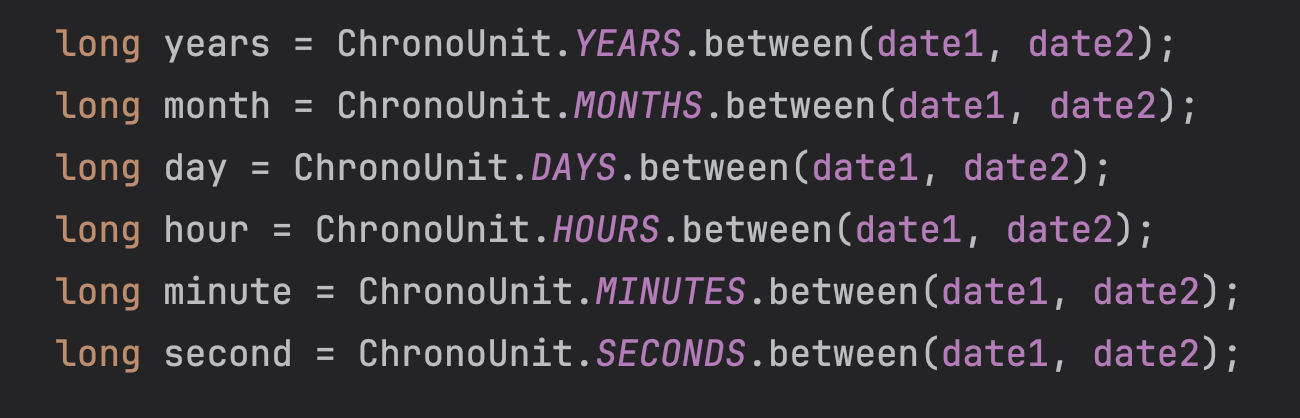 long years = ChronoUnit.YEARS.between(date1, date2);
long month = ChronoUnit.MONTHS.between(date1, date2);
long day = ChronoUnit.DAYS.between(date1, date2);
long hour = ChronoUnit.HOURS.between(date1, date2);
long minute = ChronoUnit.MINUTES.between(date1, date2);
long second = ChronoUnit.SECONDS.between(date1, date2);